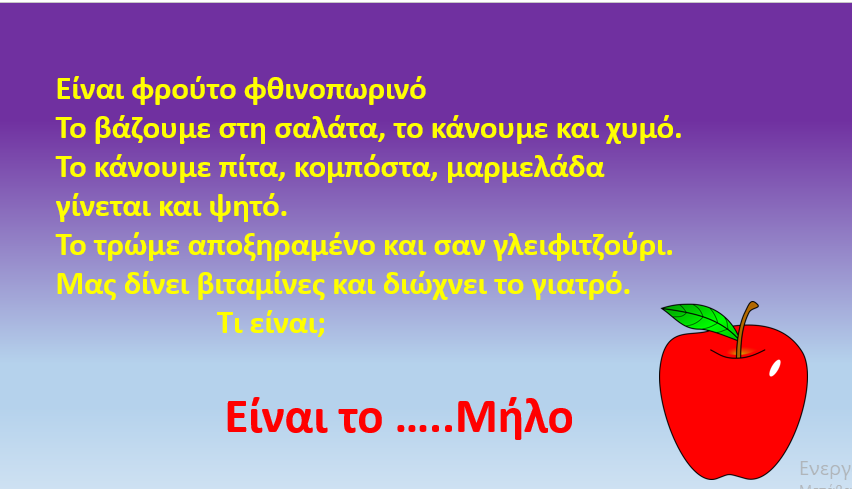 Είναι φρούτο φθινοπωρινό
Το βάζουμε στη σαλάτα, το κάνουμε και χυμό.
Το κάνουμε πίτα, κομπόστα, μαρμελάδα
γίνεται και ψητό.
Το τρώμε αποξηραμένο και σαν γλειφιτζούρι.
Μας δίνει βιταμίνες και διώχνει το γιατρό.
Τι είναι;
Είναι το …..Μήλο
Ενεργ